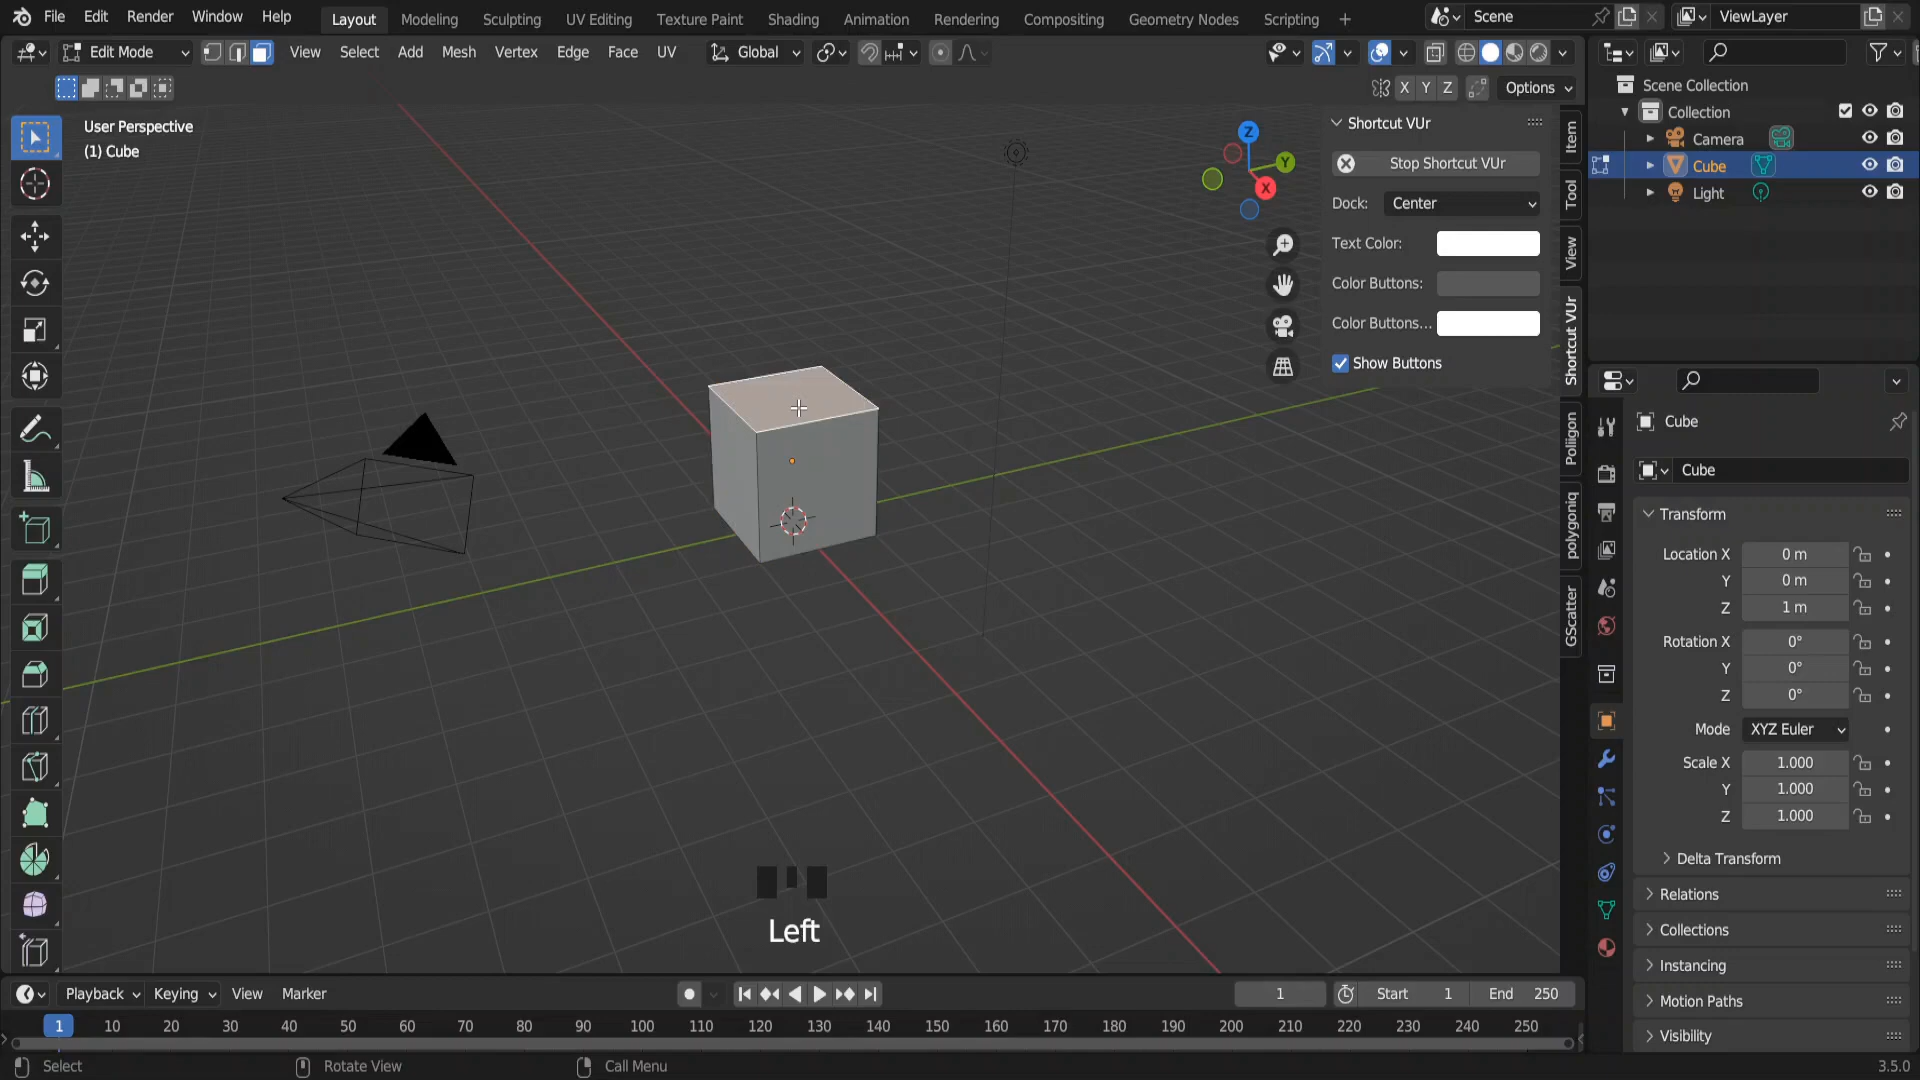 File Edit Render Window Help Layout Modeling Sculpting UV Editing Texture Paint Shading Animation Rendering Compositing Geometry Nodes Scripting + Scene ViewLayer
Edit Mode View Select Add Mesh Vertex Edge Face UV Global
X Y Z Options
User Perspective
(1) Cube
Z
Y
X
Shortcut VUr
Stop Shortcut VUr
Dock: Center
Text Color:
Color Buttons:
Color Buttons...
Show Buttons
Item
Tool
View
Shortcut VUr
Poliigon
polygoniq
GScatter
Scene Collection
Collection
Camera
Cube
Light
Cube
Cube
Transform
Location X 0 m
Y 0 m
Z 1 m
Rotation X 0°
Y 0°
Z 0°
Mode XYZ Euler
Scale X 1.000
Y 1.000
Z 1.000
Delta Transform
Relations
Collections
Instancing
Motion Paths
Visibility
Left
Playback Keying View Marker 1 Start 1 End 250
1 10 20 30 40 50 60 70 80 90 100 110 120 130 140 150 160 170 180 190 200 210 220 230 240 250
Select Rotate View Call Menu 3.5.0